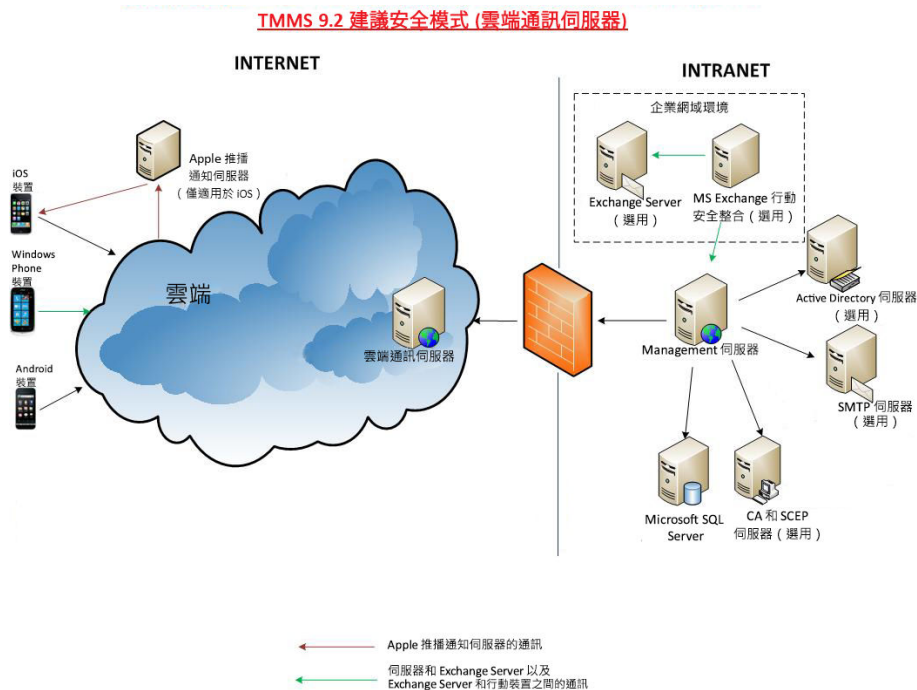 TMMS 9.2 建議安全模式 (雲端通訊伺服器)
INTERNET
INTRANET
企業網域環境
Exchange Server
（選用）
MS Exchange 行動
安全整合（選用）
Apple 推播
通知伺服器
（僅適用於 iOS）
iOS
裝置
Windows
Phone
裝置
Android
裝置
雲端
雲端通訊伺服器
Management 伺服器
Active Directory 伺服器
（選用）
SMTP 伺服器
（選用）
Microsoft SQL
Server
CA 和 SCEP
伺服器（選用）
Apple 推播通知伺服器的通訊
伺服器和 Exchange Server 以及
Exchange Server 和行動裝置之間的通訊